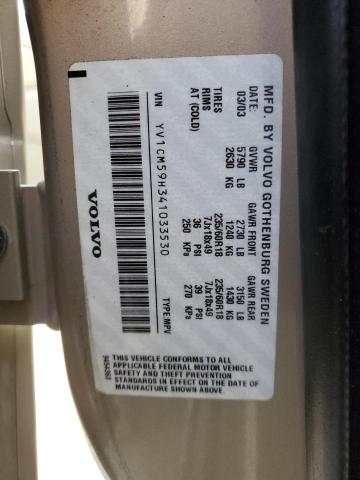 MFD. BY VOLVO GOTHENBURG SWEDEN
DATE: GVWR GAWR FRONT GAWR REAR
03/03 5790 LB 2730 LB 3150 LB
2630 KG 1240 KG 1430 KG
TIRES 235/60R18 235/60R18
RIMS 7Jx18x49 7Jx18x49
AT (COLD) 36 PSI 39 PSI
250 KPa 270 KPa
VIN YV1CM59H341033530 TYPE:MPV
VOLVO
THIS VEHICLE CONFORMS TO ALL
APPLICABLE FEDERAL MOTOR VEHICLE
SAFETY AND THEFT PREVENTION
STANDARDS IN EFFECT ON THE DATE OF
MANUFACTURE SHOWN ABOVE.